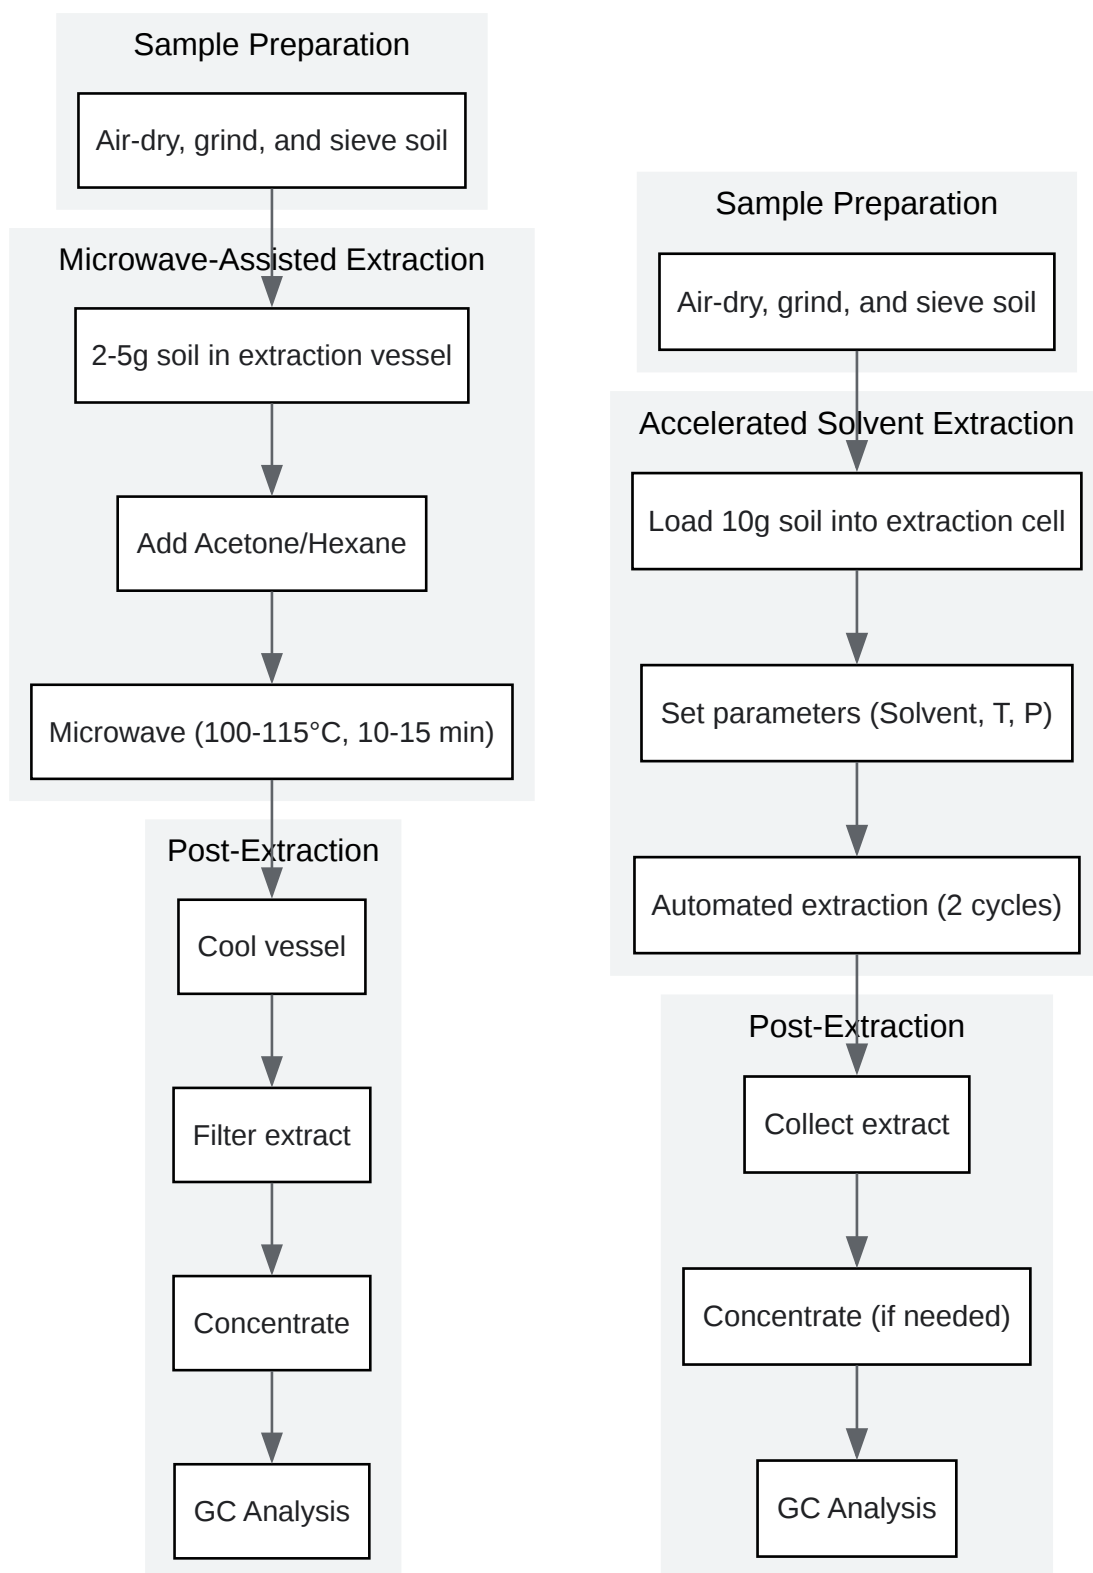 Sample Preparation
Air-dry, grind, and sieve soil
Microwave-Assisted Extraction
2-5g soil in extraction vessel
Add Acetone/Hexane
Microwave (100-115°C, 10-15 min)
Post-Extraction
Cool vessel
Filter extract
Concentrate
GC Analysis
Sample Preparation
Air-dry, grind, and sieve soil
Accelerated Solvent Extraction
Load 10g soil into extraction cell
Set parameters (Solvent, T, P)
Automated extraction (2 cycles)
Post-Extraction
Collect extract
Concentrate (if needed)
GC Analysis